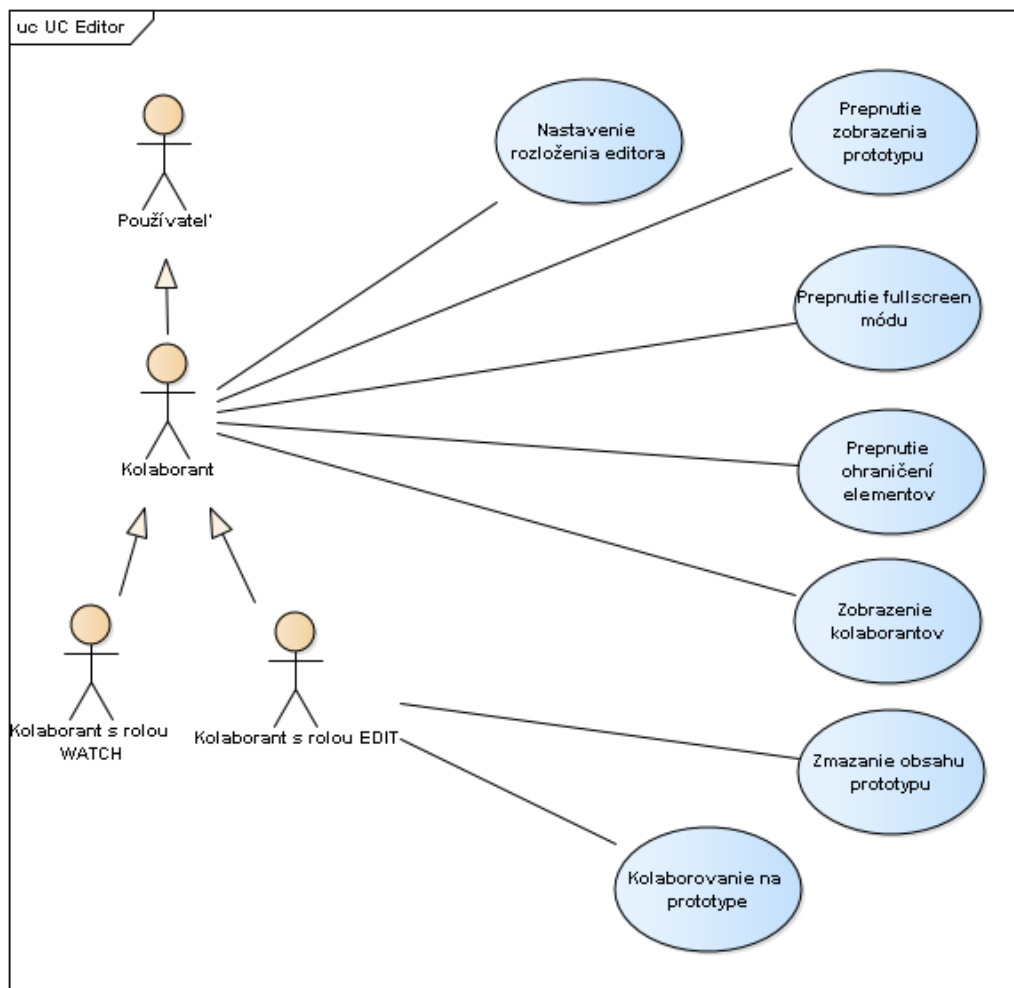 uc UC Editor
Používateľ
Kolaborant
Kolaborant s rolou
WATCH
Kolaborant s rolou EDIT
Nastavenie
rozloženia editora
Prepnutie
zobrazenia
prototypu
Prepnutie fullscreen
módu
Prepnutie
ohraničení
elementov
Zobrazenie
kolaborantov
Zmazanie obsahu
prototypu
Kolaborovanie na
prototype